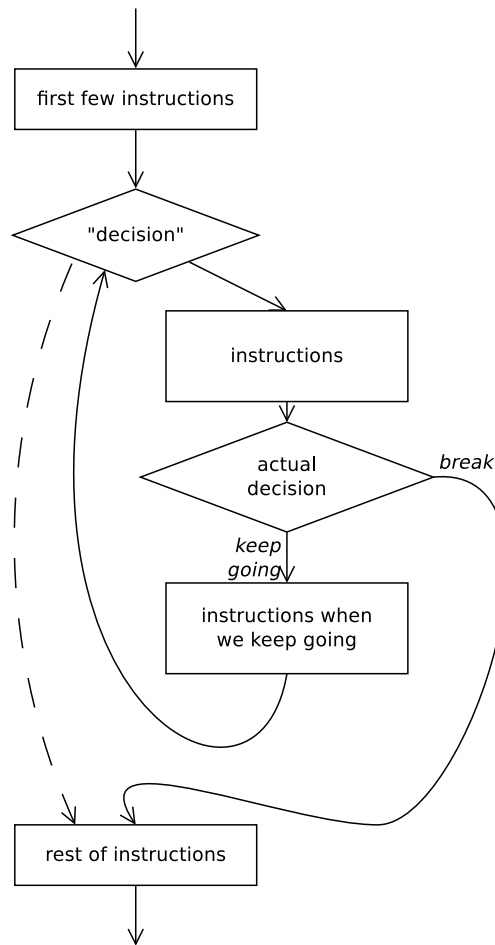 first few instructions
"decision"
instructions
actual
decision
break
keep
going
instructions when
we keep going
rest of instructions